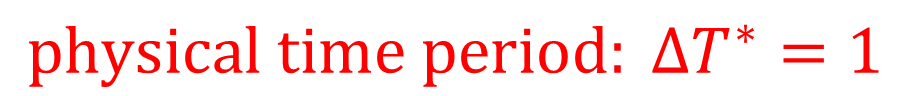 physical time period: Δ𝑇* = 1